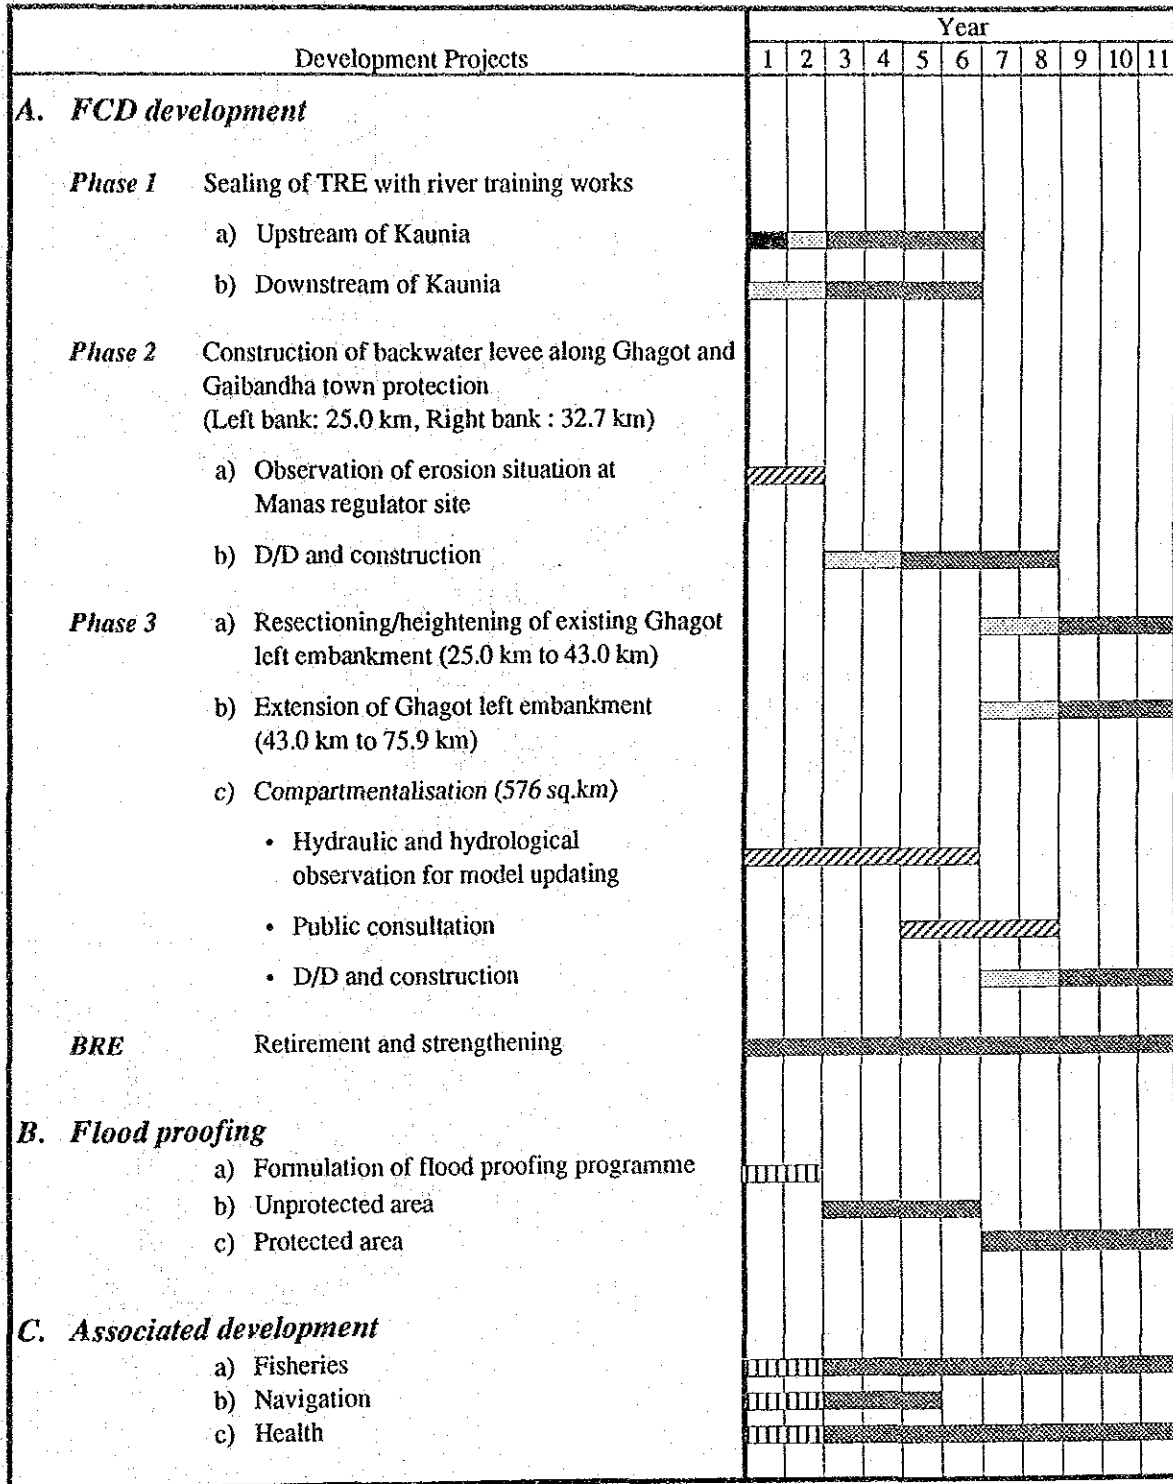 Year
Development Projects 1 2 3 4 5 6 7 8 9 10 11
A. FCD development
Phase 1 Sealing of TRE with river training works
a) Upstream of Kaunia
b) Downstream of Kaunia
Phase 2 Construction of backwater levee along Ghagot and
Gaibandha town protection
(Left bank: 25.0 km, Right bank : 32.7 km)
a) Observation of erosion situation at
Manas regulator site
b) D/D and construction
Phase 3 a) Resectioning/heightening of existing Ghagot
left embankment (25.0 km to 43.0 km)
b) Extension of Ghagot left embankment
(43.0 km to 75.9 km)
c) Compartmentalisation (576 sq.km)
• Hydraulic and hydrological
observation for model updating
• Public consultation
• D/D and construction
BRE Retirement and strengthening
B. Flood proofing
a) Formulation of flood proofing programme
b) Unprotected area
c) Protected area
C. Associated development
a) Fisheries
b) Navigation
c) Health